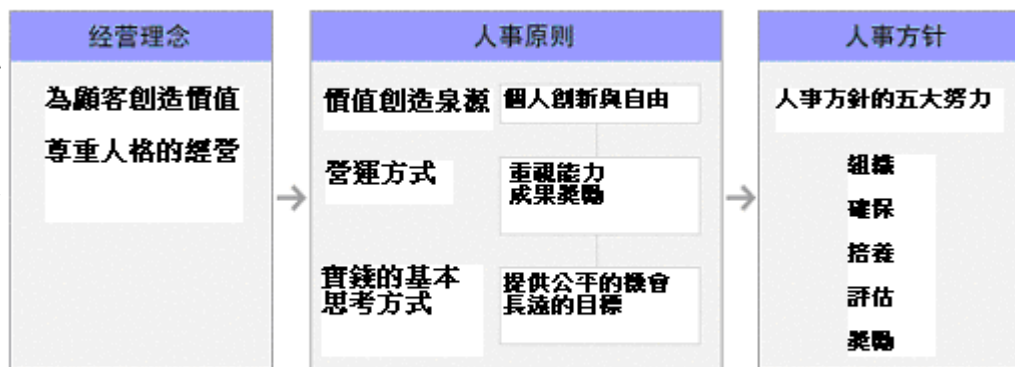 经营理念
為顧客創造價值
尊重人格的經營
人事原则
價值創造泉源
個人創新與自由
營運方式
重視能力
成果獎勵
實錢的基本
思考方式
提供公平的機會
長遠的目標
人事方针
人事方針的五大努力
組織
確保
培養
評估
獎勵